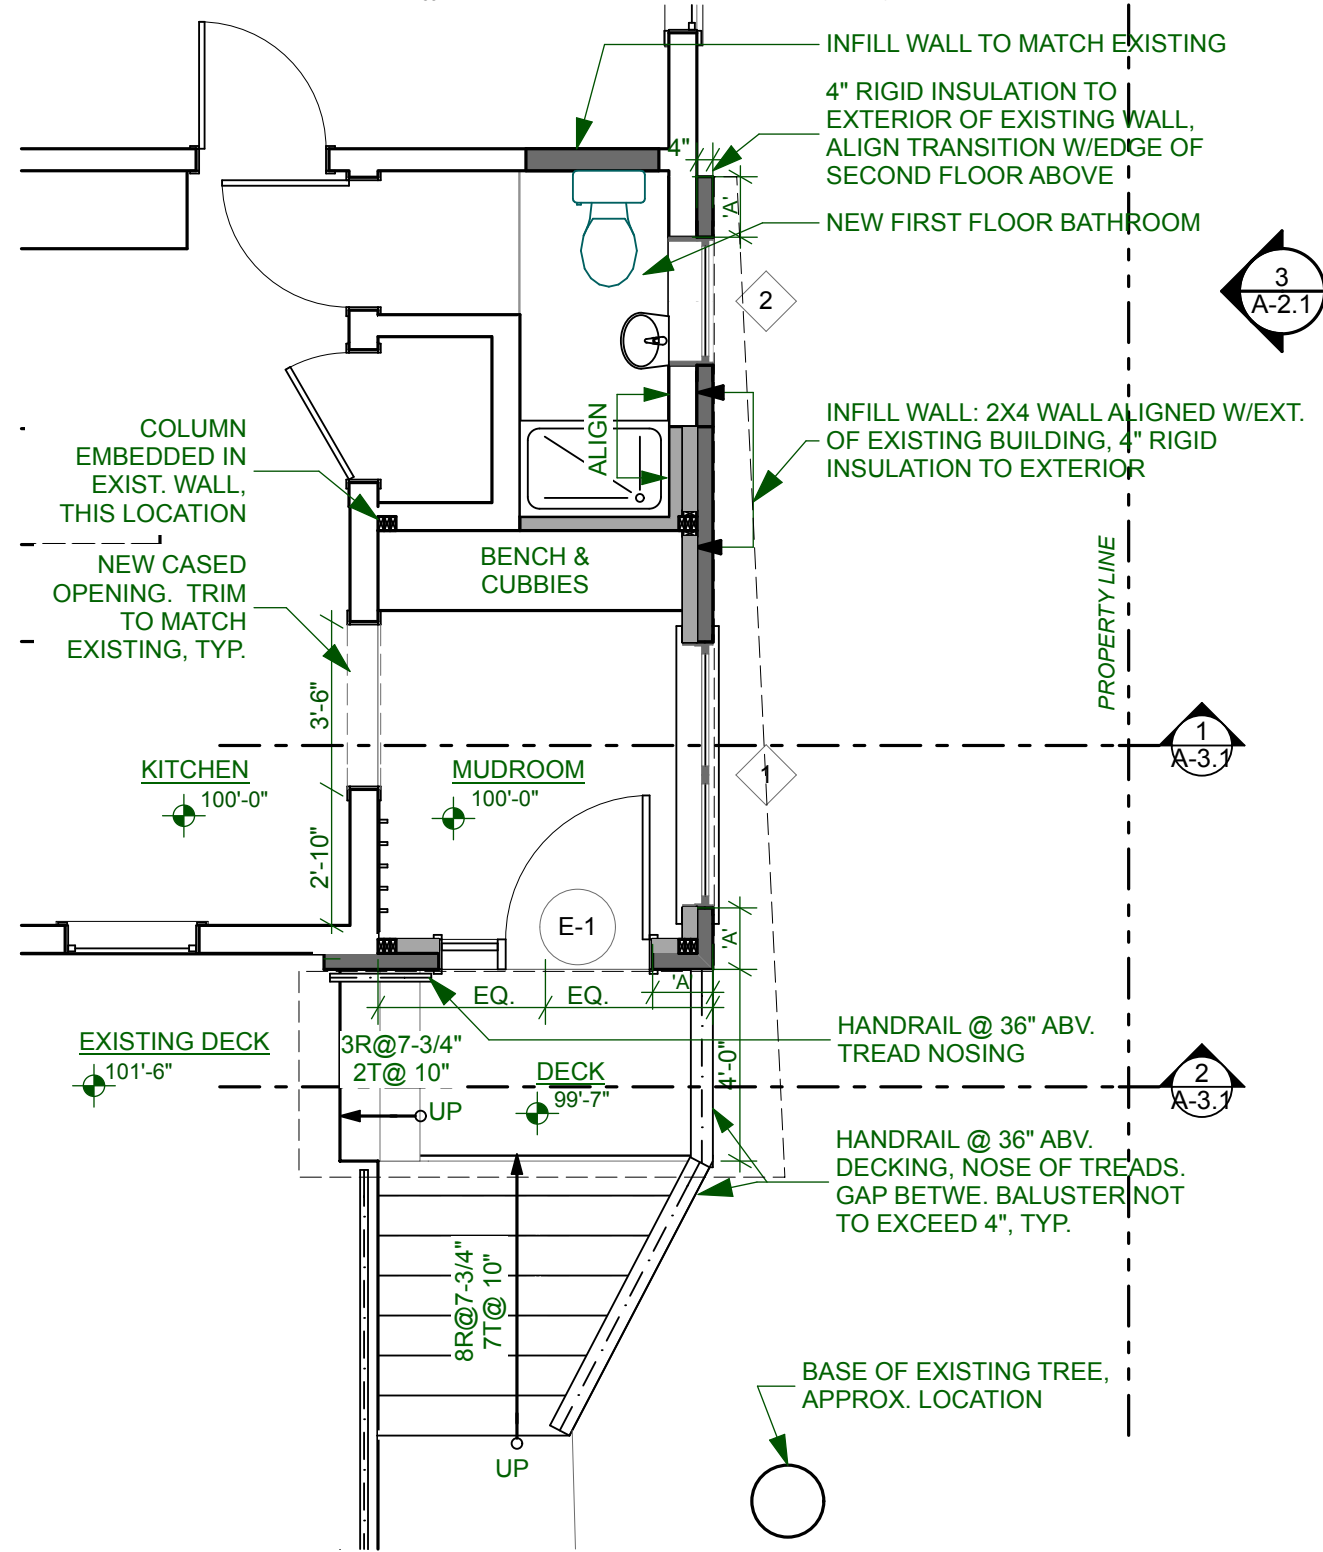 INFILL WALL TO MATCH EXISTING
4" RIGID INSULATION TO
EXTERIOR OF EXISTING WALL,
ALIGN TRANSITION W/EDGE OF
SECOND FLOOR ABOVE
4"
'A'
NEW FIRST FLOOR BATHROOM
2
3
A-2.1
ALIGN
INFILL WALL: 2X4 WALL ALIGNED W/EXT.
OF EXISTING BUILDING, 4" RIGID
INSULATION TO EXTERIOR
COLUMN
EMBEDDED IN
EXIST. WALL,
THIS LOCATION
NEW CASED
OPENING. TRIM
TO MATCH
EXISTING, TYP.
BENCH &
CUBBIES
PROPERTY LINE
3'-6"
1
A-3.1
KITCHEN
100'-0"
MUDROOM
100'-0"
1
2'-10"
E-1
'A'
'A'
EQ.
EQ.
HANDRAIL @ 36" ABV.
TREAD NOSING
EXISTING DECK
101'-6"
3R@7-3/4"
2T@ 10"
DECK
99'-7"
4'-0"
2
A-3.1
UP
HANDRAIL @ 36" ABV.
DECKING, NOSE OF TREADS.
GAP BETWE. BALUSTER NOT
TO EXCEED 4", TYP.
8R@7-3/4"
7T@ 10"
UP
BASE OF EXISTING TREE,
APPROX. LOCATION